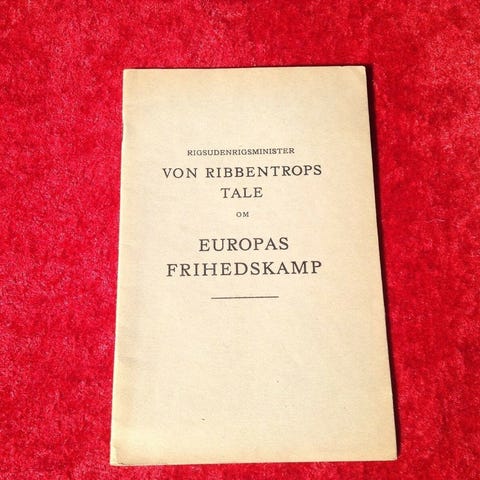 RIGSUDENRIGSMINISTER
VON RIBBENTROPS
TALE
OM
EUROPAS
FRIHEDSKAMP